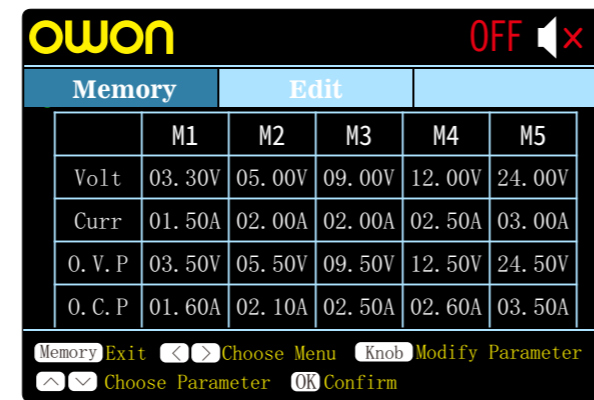 OWON OFF
Memory Edit
M1 M2 M3 M4 M5
Volt 03.30V 05.00V 09.00V 12.00V 24.00V
Curr 01.50A 02.00A 02.00A 02.50A 03.00A
O.V.P 03.50V 05.50V 09.50V 12.50V 24.50V
O.C.P 01.60A 02.10A 02.50A 02.60A 03.50A
Memory Exit < > Choose Menu Knob Modify Parameter
Choose Parameter OK Confirm